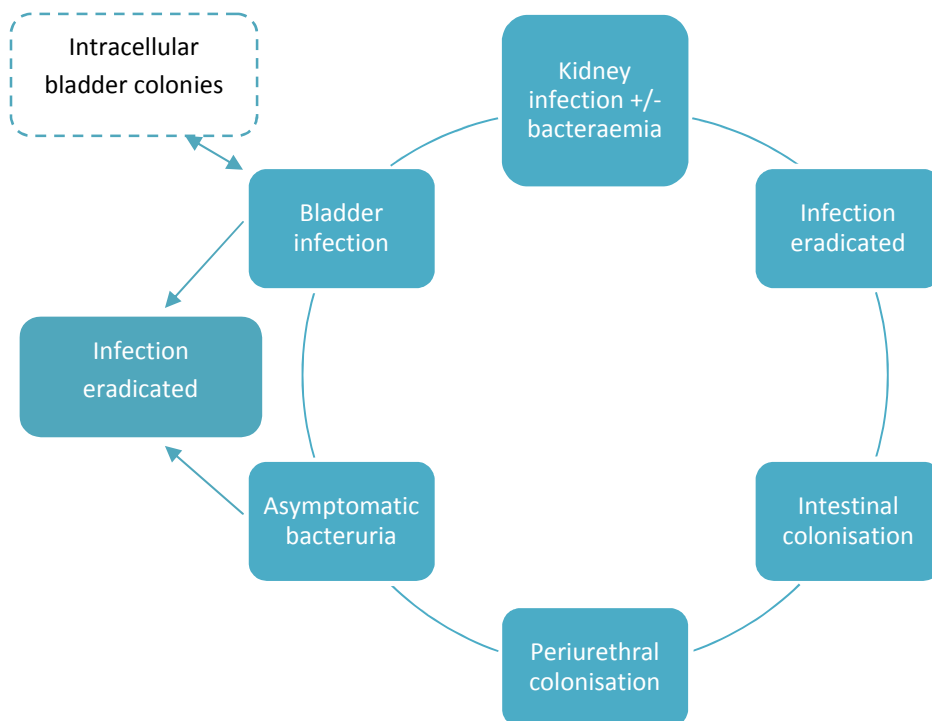 Intracellular
bladder colonies
Kidney
infection +/-
bacteraemia
Bladder
infection
Infection
eradicated
Infection
eradicated
Asymptomatic
bacteruria
Intestinal
colonisation
Periurethral
colonisation